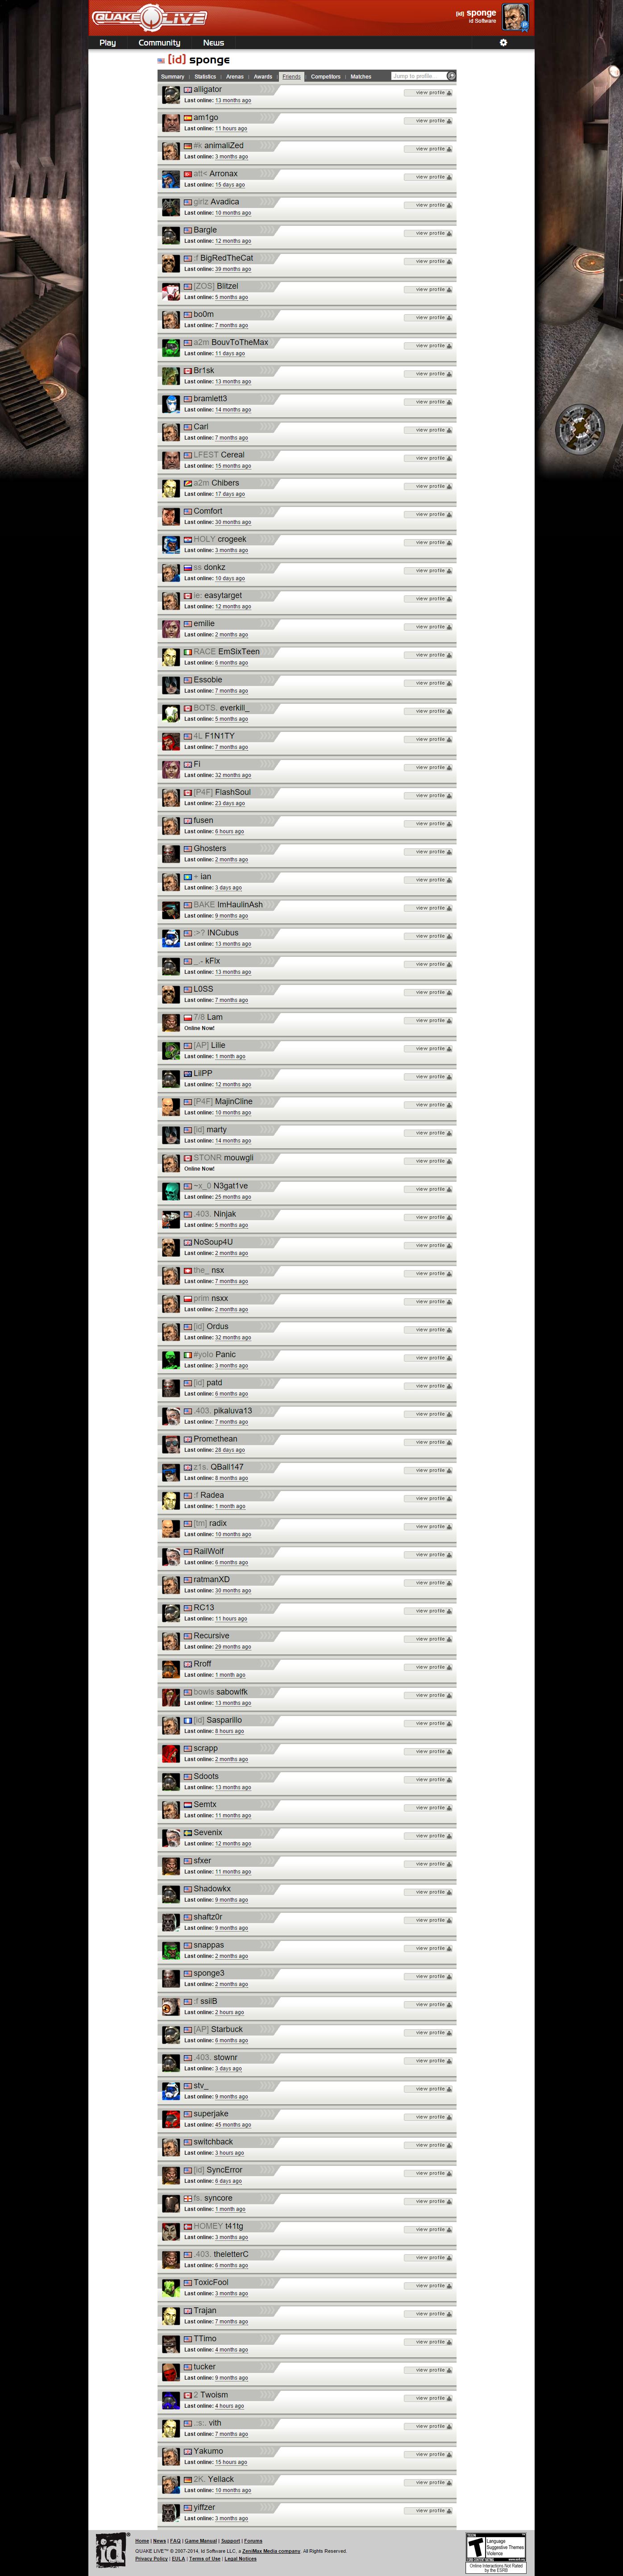 QUAKE LIVE
[id] sponge
id Software
Play Community News
[id] sponge
Summary Statistics Arenas Awards Friends Competitors Matches Jump to profile...
alligator view profile
Last online: 13 months ago
am1go view profile
Last online: 11 hours ago
#k animaliZed view profile
Last online: 3 months ago
att< Arronax view profile
Last online: 15 days ago
girlz Avadica view profile
Last online: 10 months ago
Bargle view profile
Last online: 12 months ago
:f BigRedTheCat view profile
Last online: 39 months ago
[ZOS] Blitzel view profile
Last online: 5 months ago
bo0m view profile
Last online: 7 months ago
a2m BouvToTheMax view profile
Last online: 11 days ago
Br1sk view profile
Last online: 13 months ago
bramlett3 view profile
Last online: 14 months ago
Carl view profile
Last online: 7 months ago
LFEST Cereal view profile
Last online: 15 months ago
a2m Chibers view profile
Last online: 17 days ago
Comfort view profile
Last online: 30 months ago
HOLY crogeek view profile
Last online: 3 months ago
ss donkz view profile
Last online: 10 days ago
le: easytarget view profile
Last online: 12 months ago
emilie view profile
Last online: 2 months ago
RACE EmSixTeen view profile
Last online: 6 months ago
Essobie view profile
Last online: 7 months ago
BOTS. everkill_ view profile
Last online: 5 months ago
4L F1N1TY view profile
Last online: 7 months ago
Fi view profile
Last online: 32 months ago
[P4F] FlashSoul view profile
Last online: 23 days ago
fusen view profile
Last online: 6 hours ago
Ghosters view profile
Last online: 2 months ago
+ ian view profile
Last online: 3 days ago
BAKE ImHaulinAsh view profile
Last online: 9 months ago
:>? INCubus view profile
Last online: 13 months ago
_.- kFlx view profile
Last online: 13 months ago
L0SS view profile
Last online: 7 months ago
7/8 Lam view profile
Online Now!
[AP] Lilie view profile
Last online: 1 month ago
LilPP view profile
Last online: 12 months ago
[P4F] MajinCline view profile
Last online: 10 months ago
[id] marty view profile
Last online: 14 months ago
STONR mouwgli view profile
Online Now!
~x_0 N3gat1ve view profile
Last online: 25 months ago
.403. Ninjak view profile
Last online: 5 months ago
NoSoup4U view profile
Last online: 2 months ago
the_ nsx view profile
Last online: 7 months ago
prim nsxx view profile
Last online: 2 months ago
[id] Ordus view profile
Last online: 32 months ago
#yolo Panic view profile
Last online: 3 months ago
[id] patd view profile
Last online: 6 months ago
.403. pikaluva13 view profile
Last online: 7 months ago
Promethean view profile
Last online: 28 days ago
z1s. QBall147 view profile
Last online: 8 months ago
:f Radea view profile
Last online: 1 month ago
[tm] radix view profile
Last online: 10 months ago
RailWolf view profile
Last online: 6 months ago
ratmanXD view profile
Last online: 30 months ago
RC13 view profile
Last online: 11 hours ago
Recursive view profile
Last online: 29 months ago
Rroff view profile
Last online: 1 month ago
bowls sabowlfk view profile
Last online: 13 months ago
[id] Sasparillo view profile
Last online: 8 hours ago
scrapp view profile
Last online: 2 months ago
Sdoots view profile
Last online: 13 months ago
Semtx view profile
Last online: 11 months ago
Sevenix view profile
Last online: 12 months ago
sfxer view profile
Last online: 11 months ago
Shadowkx view profile
Last online: 9 months ago
shaftz0r view profile
Last online: 9 months ago
snappas view profile
Last online: 2 months ago
sponge3 view profile
Last online: 2 months ago
:f ssilB view profile
Last online: 2 hours ago
[AP] Starbuck view profile
Last online: 6 months ago
.403. stownr view profile
Last online: 3 days ago
stv_ view profile
Last online: 9 months ago
superjake view profile
Last online: 45 months ago
switchback view profile
Last online: 3 hours ago
[id] SyncError view profile
Last online: 6 days ago
fs. syncore view profile
Last online: 1 month ago
HOMEY t41tg view profile
Last online: 3 months ago
.403. theletterC view profile
Last online: 6 months ago
ToxicFool view profile
Last online: 3 months ago
Trajan view profile
Last online: 7 months ago
TTimo view profile
Last online: 4 months ago
tucker view profile
Last online: 9 months ago
2 Twoism view profile
Last online: 4 hours ago
.:s:. vith view profile
Last online: 7 months ago
Yakumo view profile
Last online: 15 hours ago
2K. Yellack view profile
Last online: 10 months ago
yiffzer view profile
Last online: 3 months ago
id
Home | News | FAQ | Game Manual | Support | Forums
QUAKE LIVE™ © 2007-2014, id Software LLC, a ZeniMax Media company. All Rights Reserved.
Privacy Policy | EULA | Terms of Use | Legal Notices
T
Language
Suggestive Themes
Violence
Online Interactions Not Rated
by the ESRB